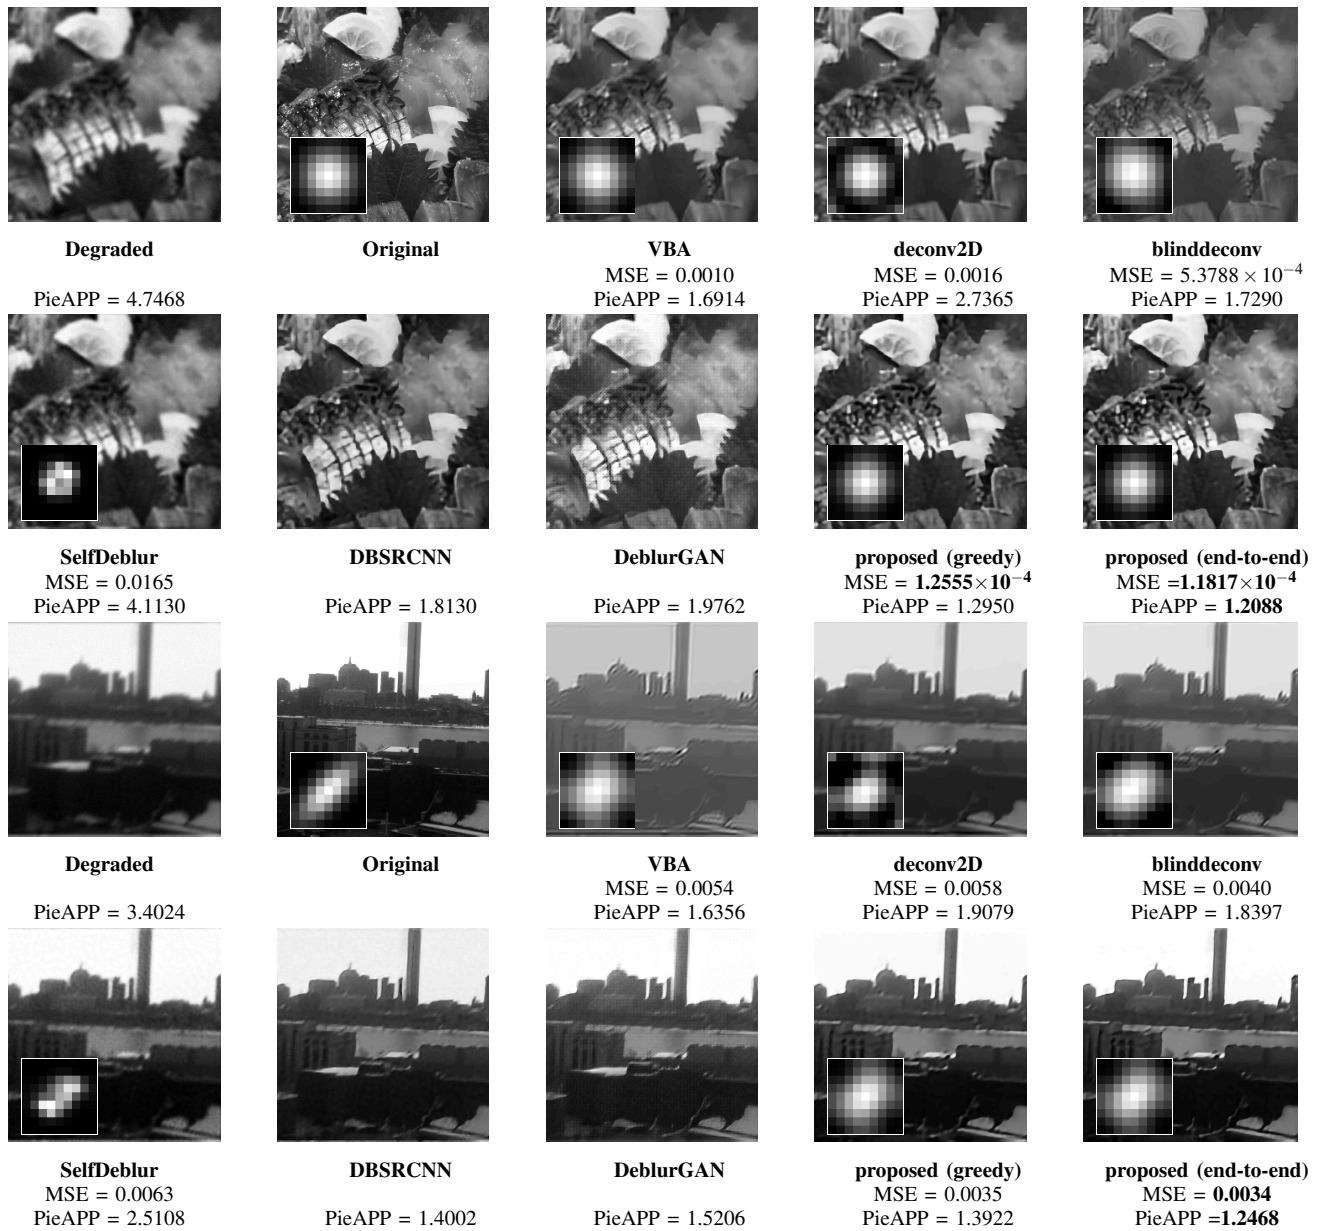 Degraded
Original
VBA
deconv2D
blinddeconv
MSE = 0.0010
MSE = 0.0016
MSE = 5.3788 × 10⁻⁴
PieAPP = 4.7468
PieAPP = 1.6914
PieAPP = 2.7365
PieAPP = 1.7290
SelfDeblur
DBSRCNN
DeblurGAN
proposed (greedy)
proposed (end-to-end)
MSE = 0.0165
MSE = 1.2555×10⁻⁴
MSE =1.1817×10⁻⁴
PieAPP = 4.1130
PieAPP = 1.8130
PieAPP = 1.9762
PieAPP = 1.2950
PieAPP = 1.2088
Degraded
Original
VBA
deconv2D
blinddeconv
MSE = 0.0054
MSE = 0.0058
MSE = 0.0040
PieAPP = 3.4024
PieAPP = 1.6356
PieAPP = 1.9079
PieAPP = 1.8397
SelfDeblur
DBSRCNN
DeblurGAN
proposed (greedy)
proposed (end-to-end)
MSE = 0.0063
MSE = 0.0035
MSE = 0.0034
PieAPP = 2.5108
PieAPP = 1.4002
PieAPP = 1.5206
PieAPP = 1.3922
PieAPP =1.2468